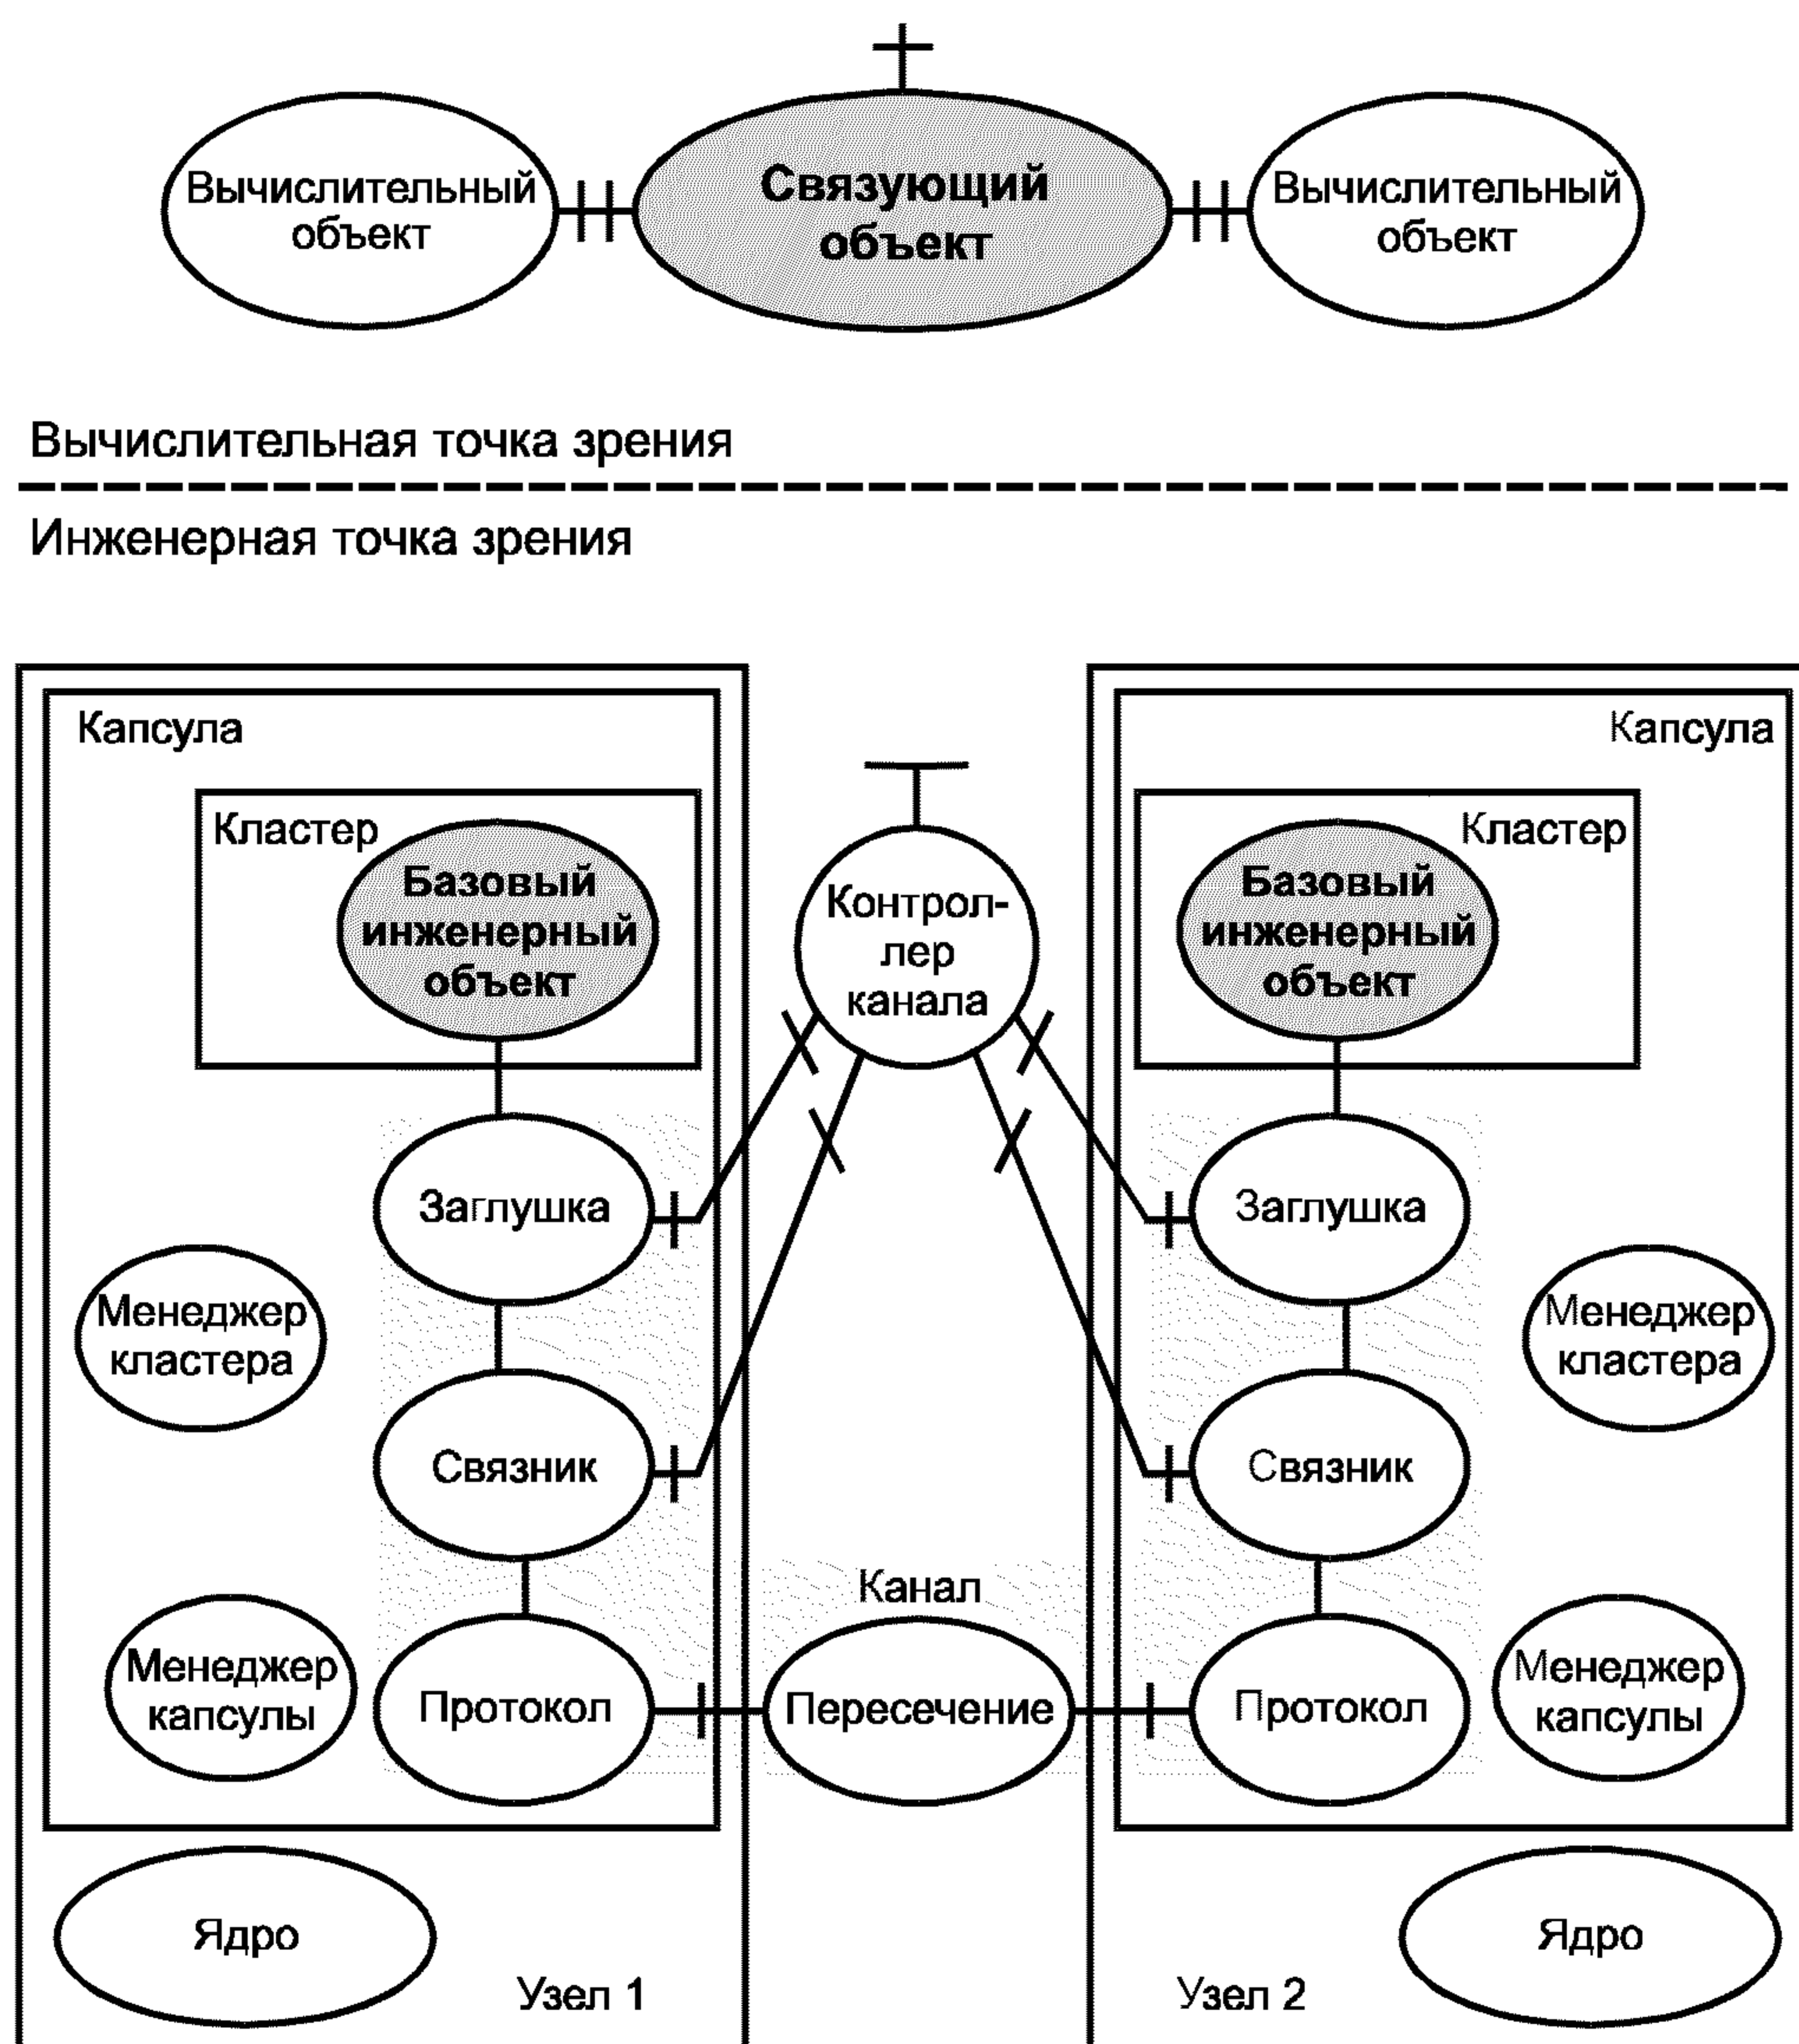 Вычислительный
объект
Связующий
объект
Вычислительный
объект
Вычислительная точка зрения
Инженерная точка зрения
Капсула
Кластер
Базовый
инженерный
объект
Контрол-
лер
канала
Капсула
Кластер
Базовый
инженерный
объект
Заглушка
Заглушка
Менеджер
кластера
Менеджер
кластера
Связник
Связник
Канал
Менеджер
капсулы
Протокол
Пересечение
Протокол
Менеджер
капсулы
Ядро
Узел 1
Узел 2
Ядро